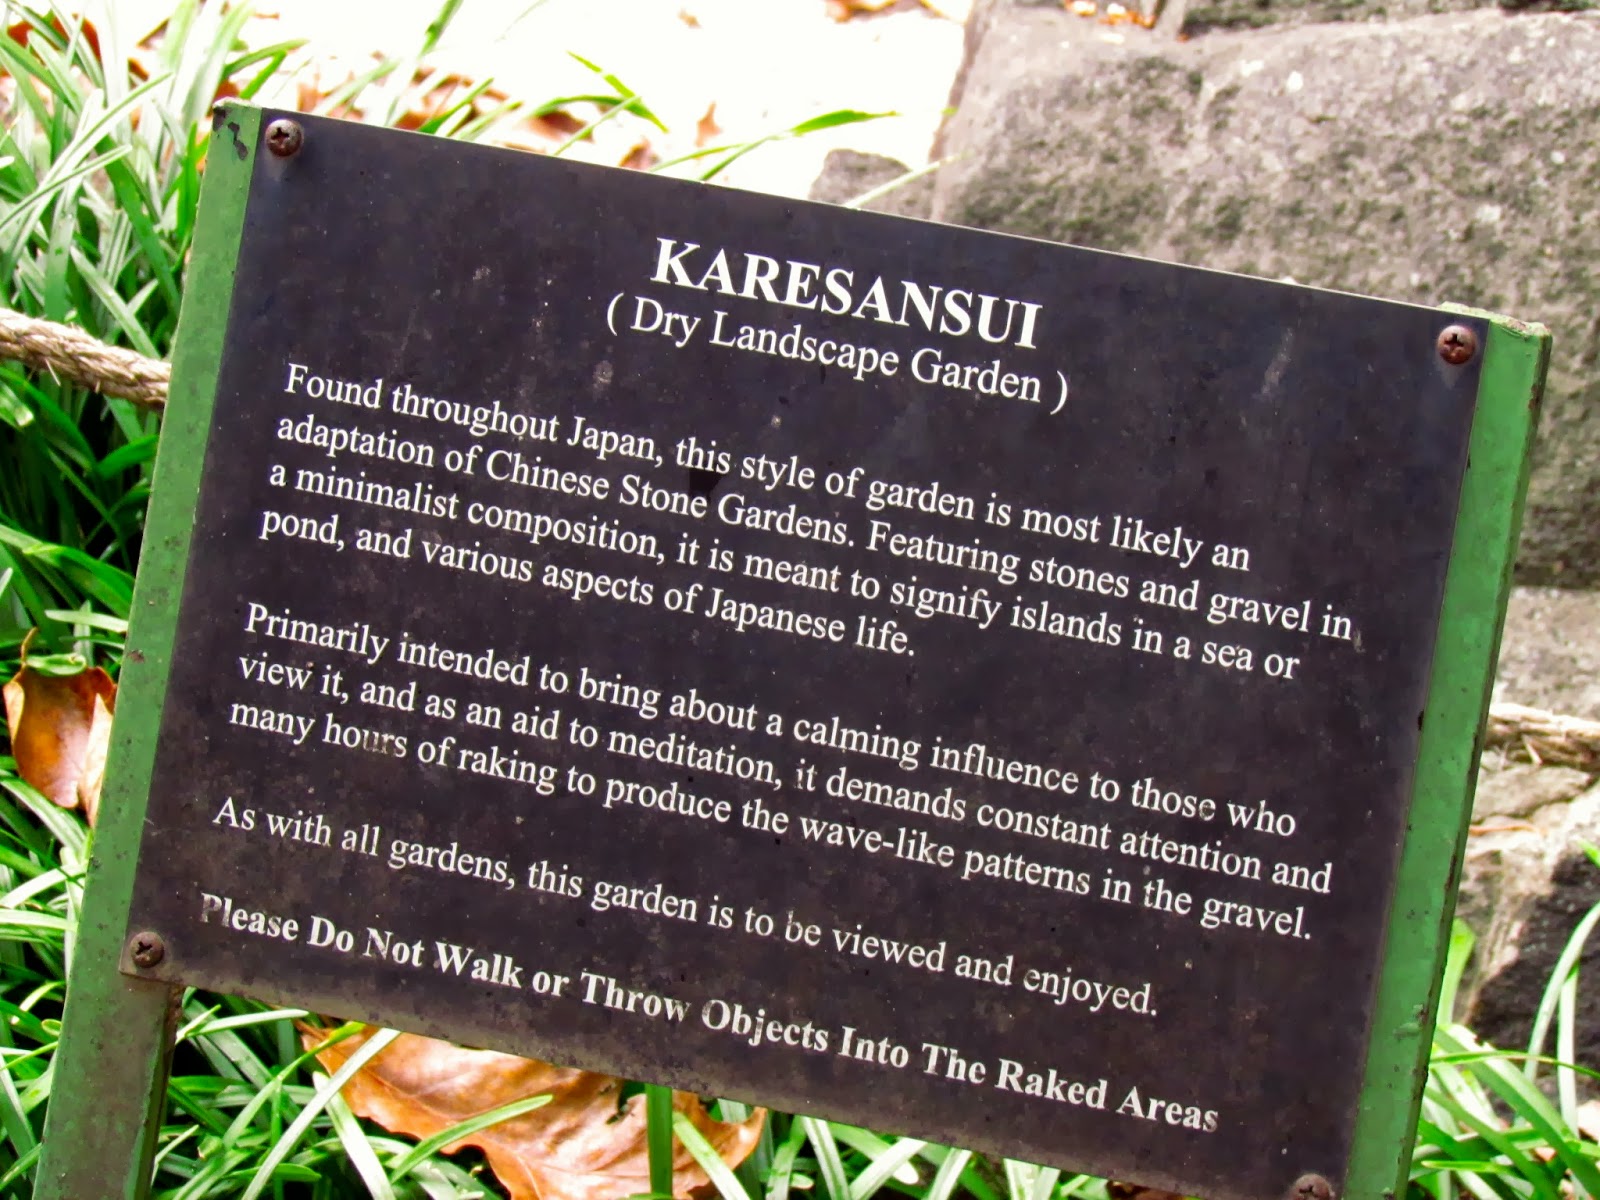 KARESANSUI
( Dry Landscape Garden )
Found throughout Japan, this style of garden is most likely an
adaptation of Chinese Stone Gardens. Featuring stones and gravel in
a minimalist composition, it is meant to signify islands in a sea or
pond, and various aspects of Japanese life.
Primarily intended to bring about a calming influence to those who
view it, and as an aid to meditation, it demands constant attention and
many hours of raking to produce the wave-like patterns in the gravel.
As with all gardens, this garden is to be viewed and enjoyed.
Please Do Not Walk or Throw Objects Into The Raked Areas